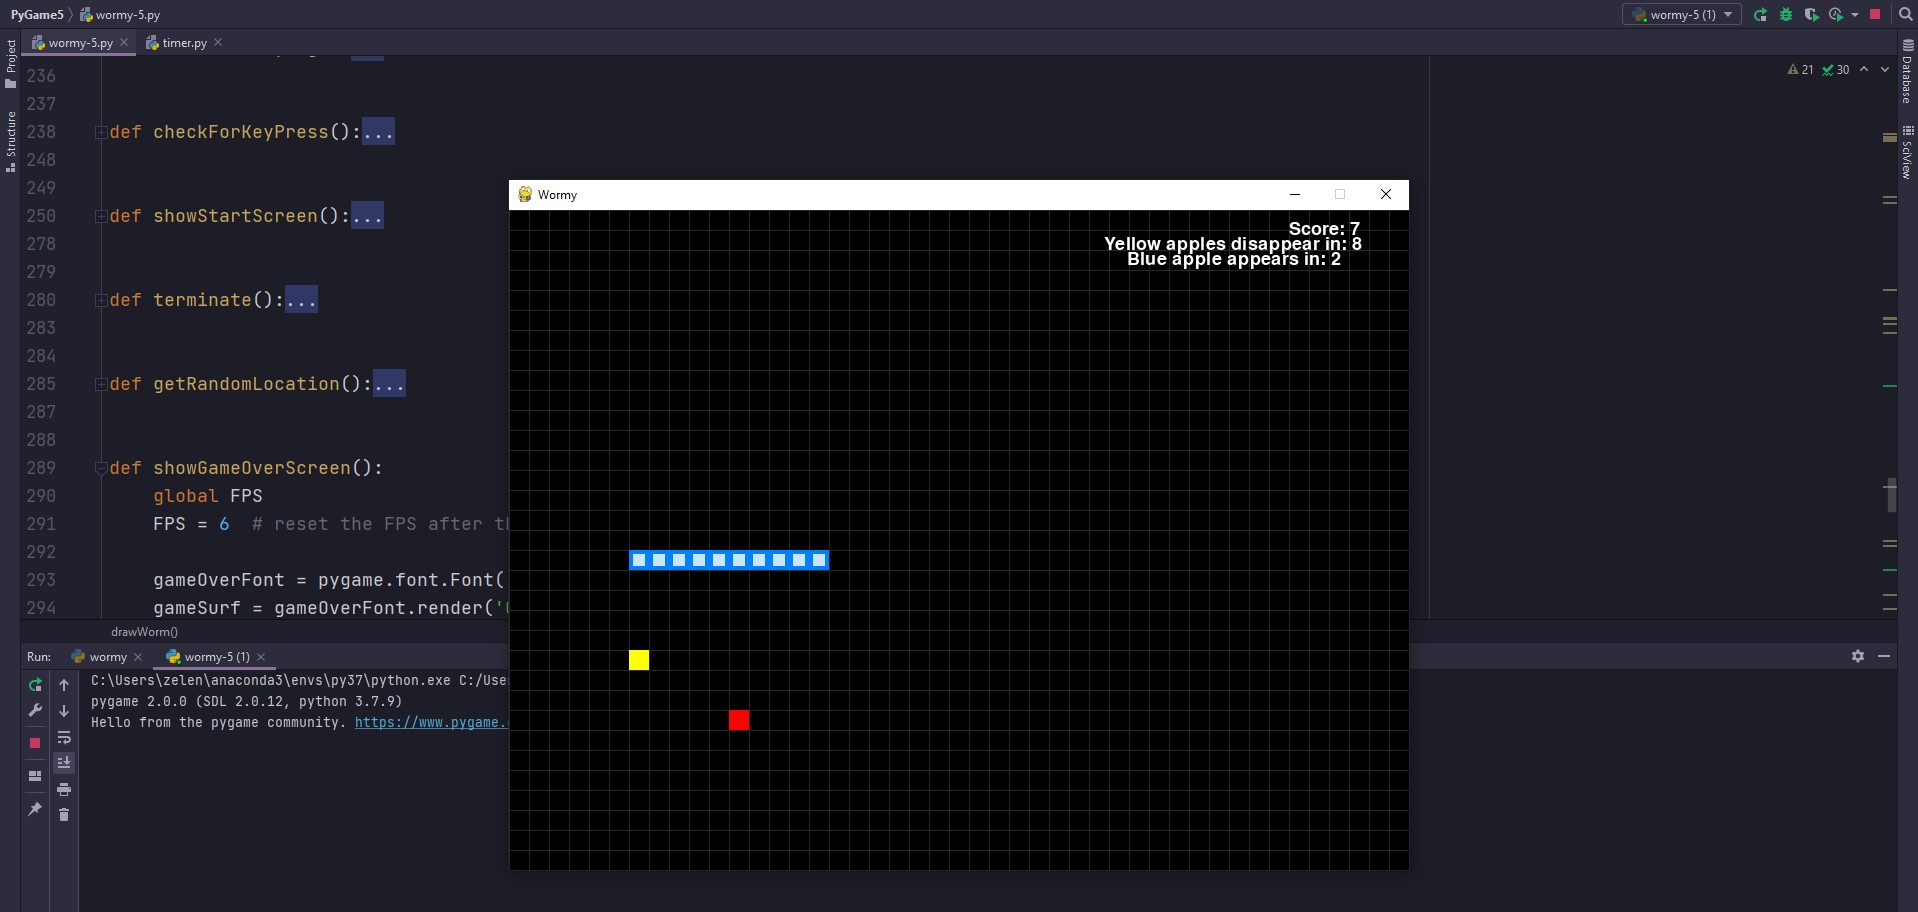 PyGame5 wormy-5.py wormy-5 (1)
wormy-5.py timer.py
Project
Structure
Database
SciView
21 30
236
237
238 def checkForKeyPress():...
248
249
250 def showStartScreen():...
278
279
280 def terminate():...
283
284
285 def getRandomLocation():...
287
288
289 def showGameOverScreen():
290 global FPS
291 FPS = 6 # reset the FPS after
292
293 gameOverFont = pygame.font.Font(
294 gameSurf = gameOverFont.render('
drawWorm()
Wormy
Score: 7
Yellow apples disappear in: 8
Blue apple appears in: 2
Run: wormy wormy-5 (1)
C:\Users\zelen\anaconda3\envs\py37\python.exe C:/Use
pygame 2.0.0 (SDL 2.0.12, python 3.7.9)
Hello from the pygame community. https://www.pygame.